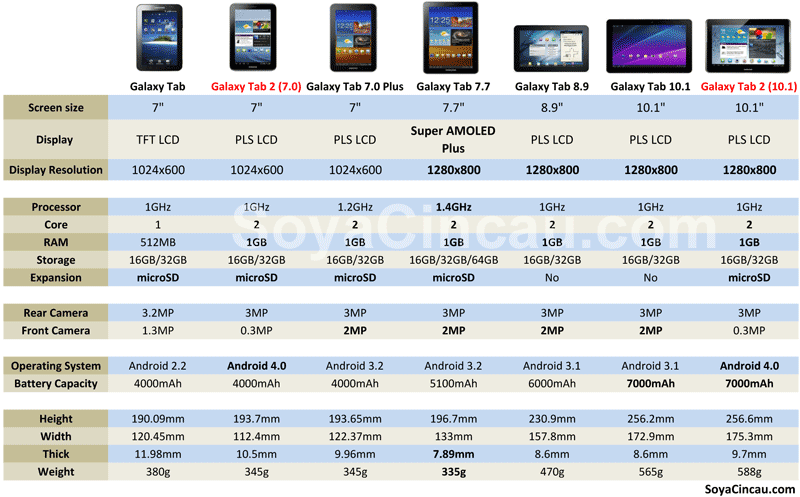 Galaxy Tab Galaxy Tab 2 (7.0) Galaxy Tab 7.0 Plus Galaxy Tab 7.7 Galaxy Tab 8.9 Galaxy Tab 10.1 Galaxy Tab 2 (10.1)
Screen size 7" 7" 7" 7.7" 8.9" 10.1" 10.1"
Display TFT LCD PLS LCD PLS LCD Super AMOLED Plus PLS LCD PLS LCD PLS LCD
Display Resolution 1024x600 1024x600 1024x600 1280x800 1280x800 1280x800 1280x800
Processor 1GHz 1GHz 1.2GHz 1.4GHz 1GHz 1GHz 1GHz
Core 1 2 2 2 2 2 2
SoyaCincau.com
RAM 512MB 1GB 1GB 1GB 1GB 1GB 1GB
Storage 16GB/32GB 16GB/32GB 16GB/32GB 16GB/32GB/64GB 16GB/32GB 16GB/32GB 16GB/32GB
Expansion microSD microSD microSD microSD No No microSD
Rear Camera 3.2MP 3MP 3MP 3MP 3MP 3MP 3MP
Front Camera 1.3MP 0.3MP 2MP 2MP 2MP 2MP 0.3MP
Operating System Android 2.2 Android 4.0 Android 3.2 Android 3.2 Android 3.1 Android 3.1 Android 4.0
Battery Capacity 4000mAh 4000mAh 4000mAh 5100mAh 6000mAh 7000mAh 7000mAh
Height 190.09mm 193.7mm 193.65mm 196.7mm 230.9mm 256.2mm 256.6mm
Width 120.45mm 112.4mm 122.37mm 133mm 157.8mm 172.9mm 175.3mm
Thick 11.98mm 10.5mm 9.96mm 7.89mm 8.6mm 8.6mm 9.7mm
Weight 380g 345g 345g 335g 470g 565g 588g
SoyaCincau.com